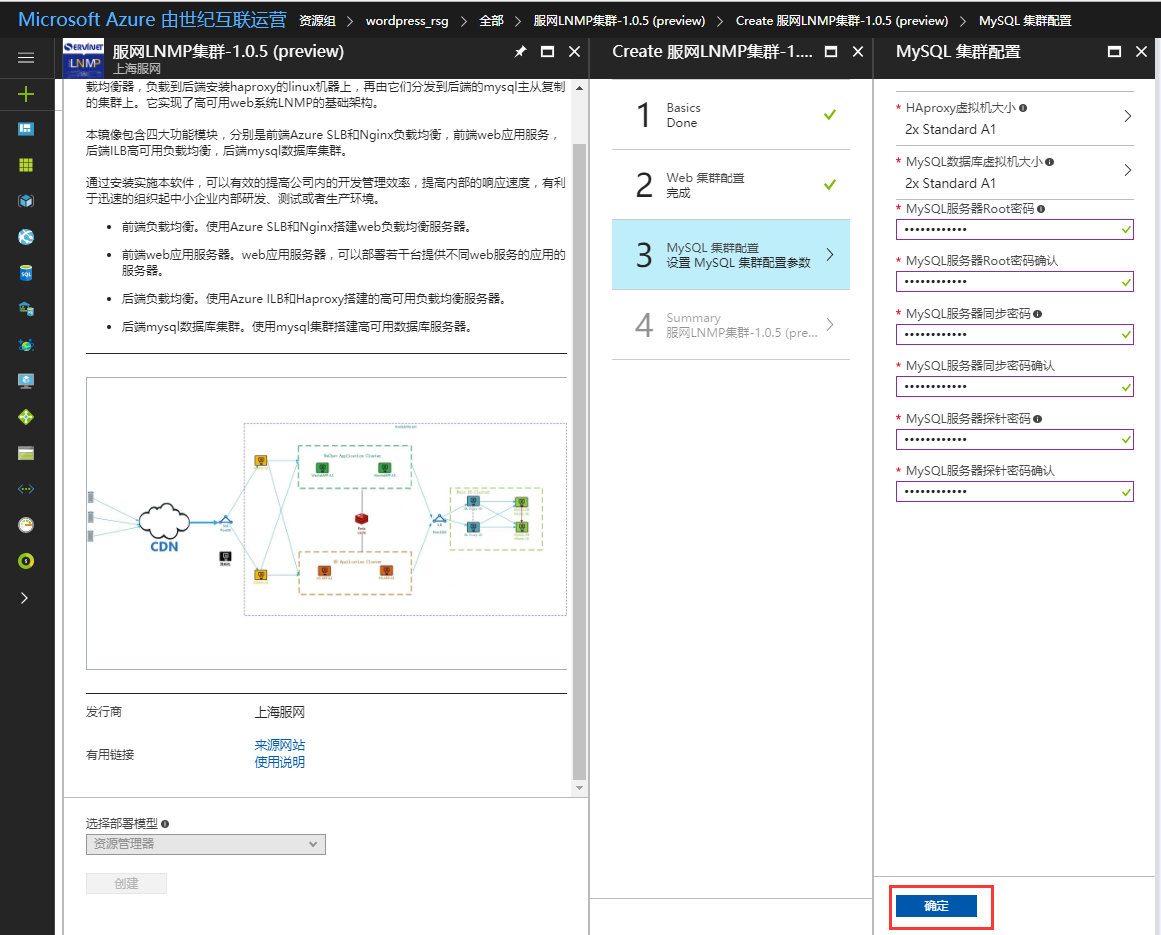 Microsoft Azure 由世纪互联运营
资源组 > wordpress_rsg > 全部 > 服网LNMP集群-1.0.5 (preview) > Create 服网LNMP集群-1.0.5 (preview) > MySQL 集群配置
SERVINET
LNMP
服网LNMP集群-1.0.5 (preview)
上海服网
载均衡器，负载到后端安装haproxy的linux机器上，再由它们分发到后端的mysql主从复制
的集群上。它实现了高可用web系统LNMP的基础架构。
本镜像包含四大功能模块，分别是前端Azure SLB和Nginx负载均衡，前端web应用服务，
后端ILB高可用负载均衡，后端mysql数据库集群。
通过安装实施本软件，可以有效的提高公司内的开发管理效率，提高内部的响应速度，有利
于迅速的组织起中小企业内部研发、测试或者生产环境。
• 前端负载均衡。使用Azure SLB和Nginx搭建web负载均衡服务器。
• 前端web应用服务器。web应用服务器，可以部署若干台提供不同web服务的应用的
服务器。
• 后端负载均衡。使用Azure ILB和Haproxy搭建的高可用负载均衡服务器。
• 后端mysql数据库集群。使用mysql集群搭建高可用数据库服务器。
CDN
发行商
上海服网
有用链接
来源网站
使用说明
选择部署模型
资源管理器
创建
Create 服网LNMP集群-1....
1
Basics
Done
2
Web 集群配置
完成
3
MySQL 集群配置
设置 MySQL 集群配置参数
4
Summary
服网LNMP集群-1.0.5 (pre...
MySQL 集群配置
* HAproxy虚拟机大小
2x Standard A1
* MySQL数据库虚拟机大小
2x Standard A1
* MySQL服务器Root密码
••••••••••••
* MySQL服务器Root密码确认
••••••••••••
* MySQL服务器同步密码
••••••••••••
* MySQL服务器同步密码确认
••••••••••••
* MySQL服务器探针密码
••••••••••••
* MySQL服务器探针密码确认
••••••••••••
确定